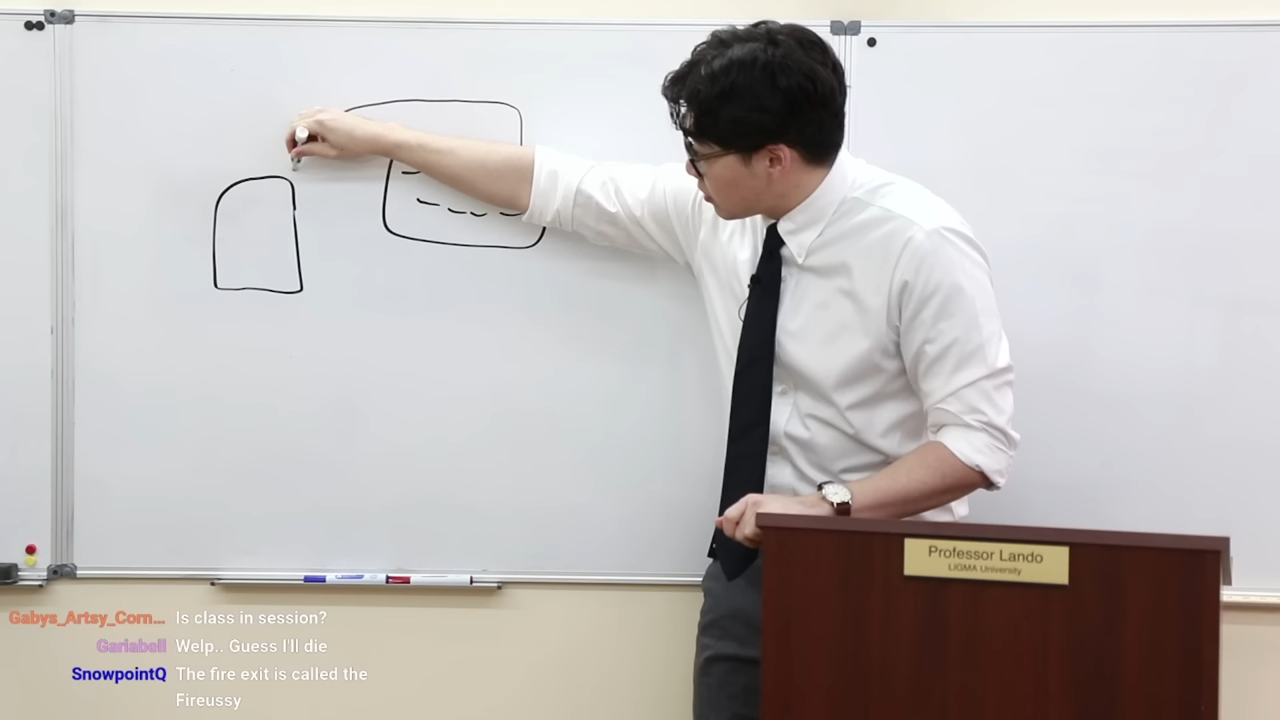 Professor Lando
LIGMA University
Gabys_Artsy_Corn... Is class in session?
Gariabell Welp.. Guess I'll die
SnowpointQ The fire exit is called the
Fireussy